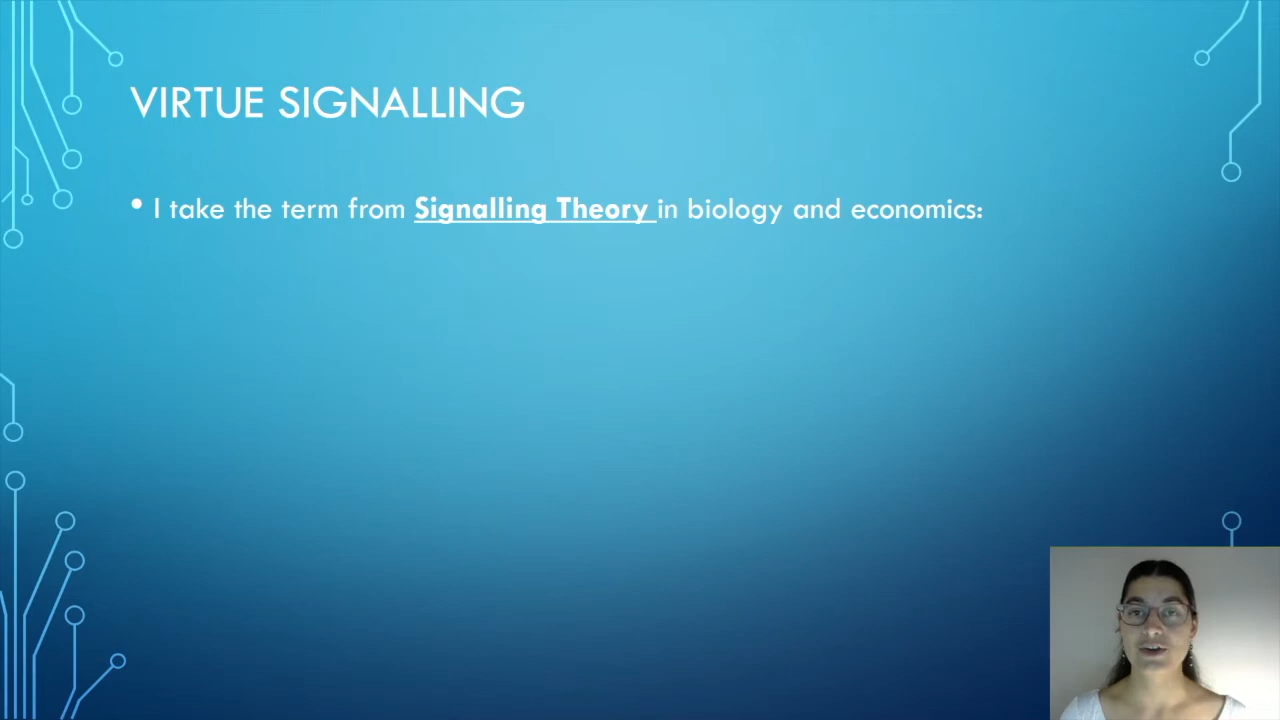 VIRTUE SIGNALLING
• I take the term from Signalling Theory in biology and economics: